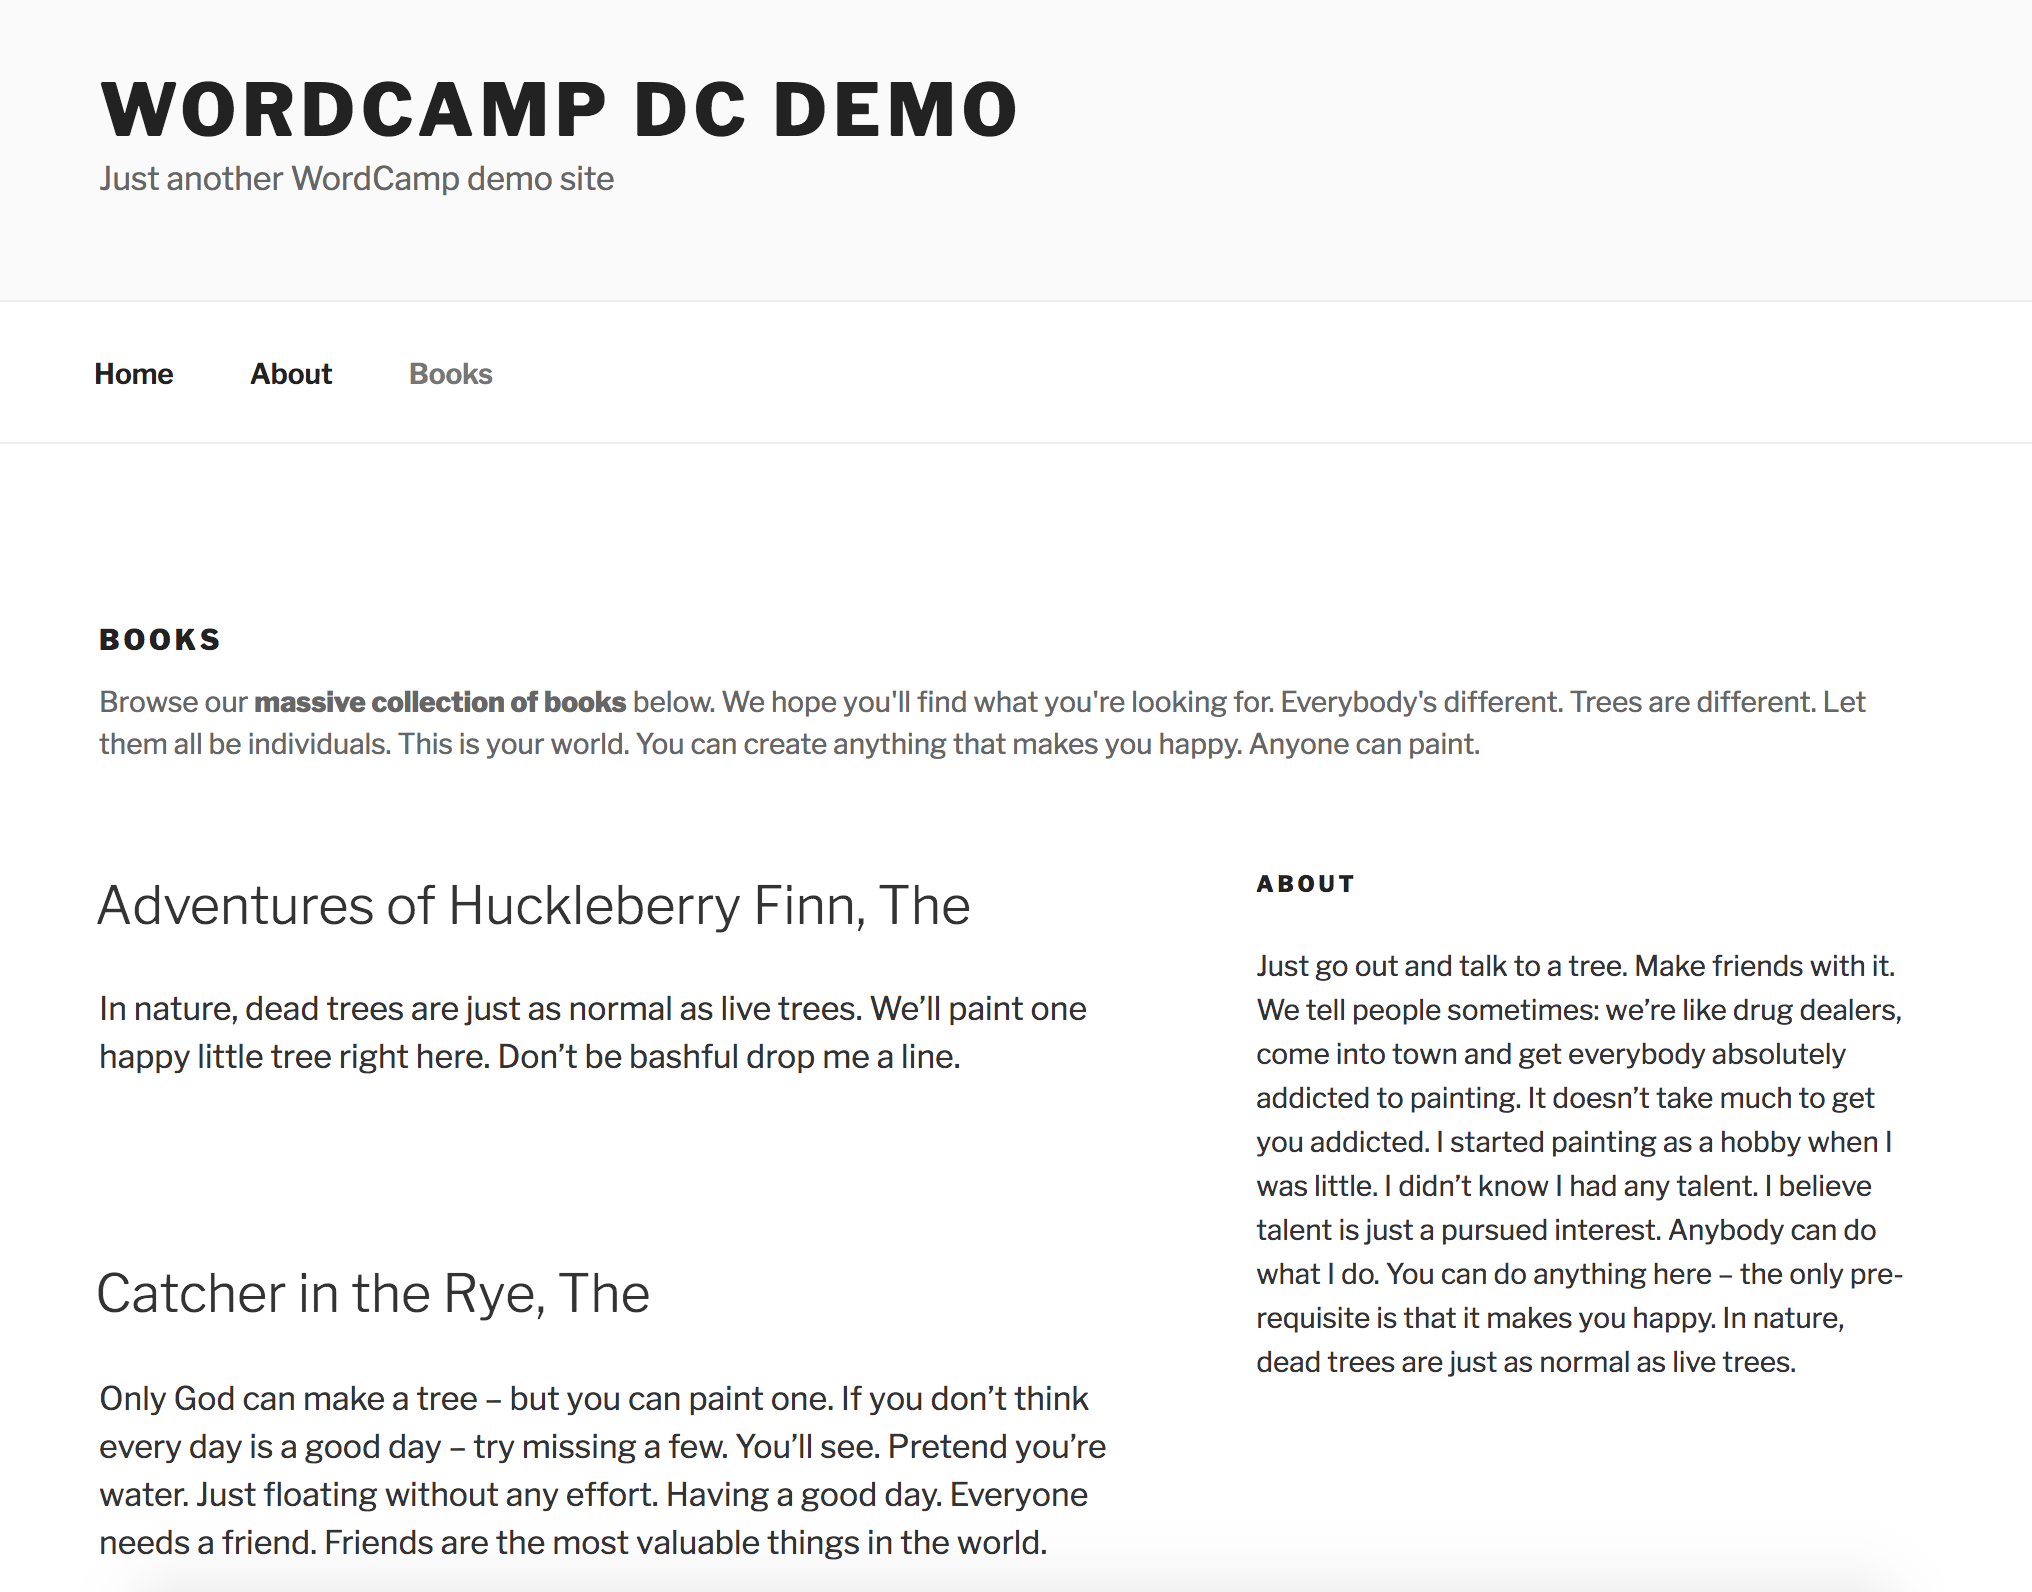 WORDCAMP DC DEMO
Just another WordCamp demo site
Home About Books
BOOKS
Browse our massive collection of books below. We hope you'll find what you're looking for. Everybody's different. Trees are different. Let
them all be individuals. This is your world. You can create anything that makes you happy. Anyone can paint.
Adventures of Huckleberry Finn, The
In nature, dead trees are just as normal as live trees. We’ll paint one
happy little tree right here. Don’t be bashful drop me a line.
Catcher in the Rye, The
Only God can make a tree – but you can paint one. If you don’t think
every day is a good day – try missing a few. You’ll see. Pretend you’re
water. Just floating without any effort. Having a good day. Everyone
needs a friend. Friends are the most valuable things in the world.
ABOUT
Just go out and talk to a tree. Make friends with it.
We tell people sometimes: we’re like drug dealers,
come into town and get everybody absolutely
addicted to painting. It doesn’t take much to get
you addicted. I started painting as a hobby when I
was little. I didn’t know I had any talent. I believe
talent is just a pursued interest. Anybody can do
what I do. You can do anything here – the only pre-
requisite is that it makes you happy. In nature,
dead trees are just as normal as live trees.